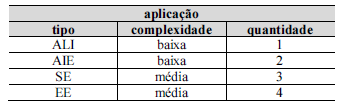 aplicação
tipo complexidade quantidade
ALI baixa 1
AIE baixa 2
SE média 3
EE média 4